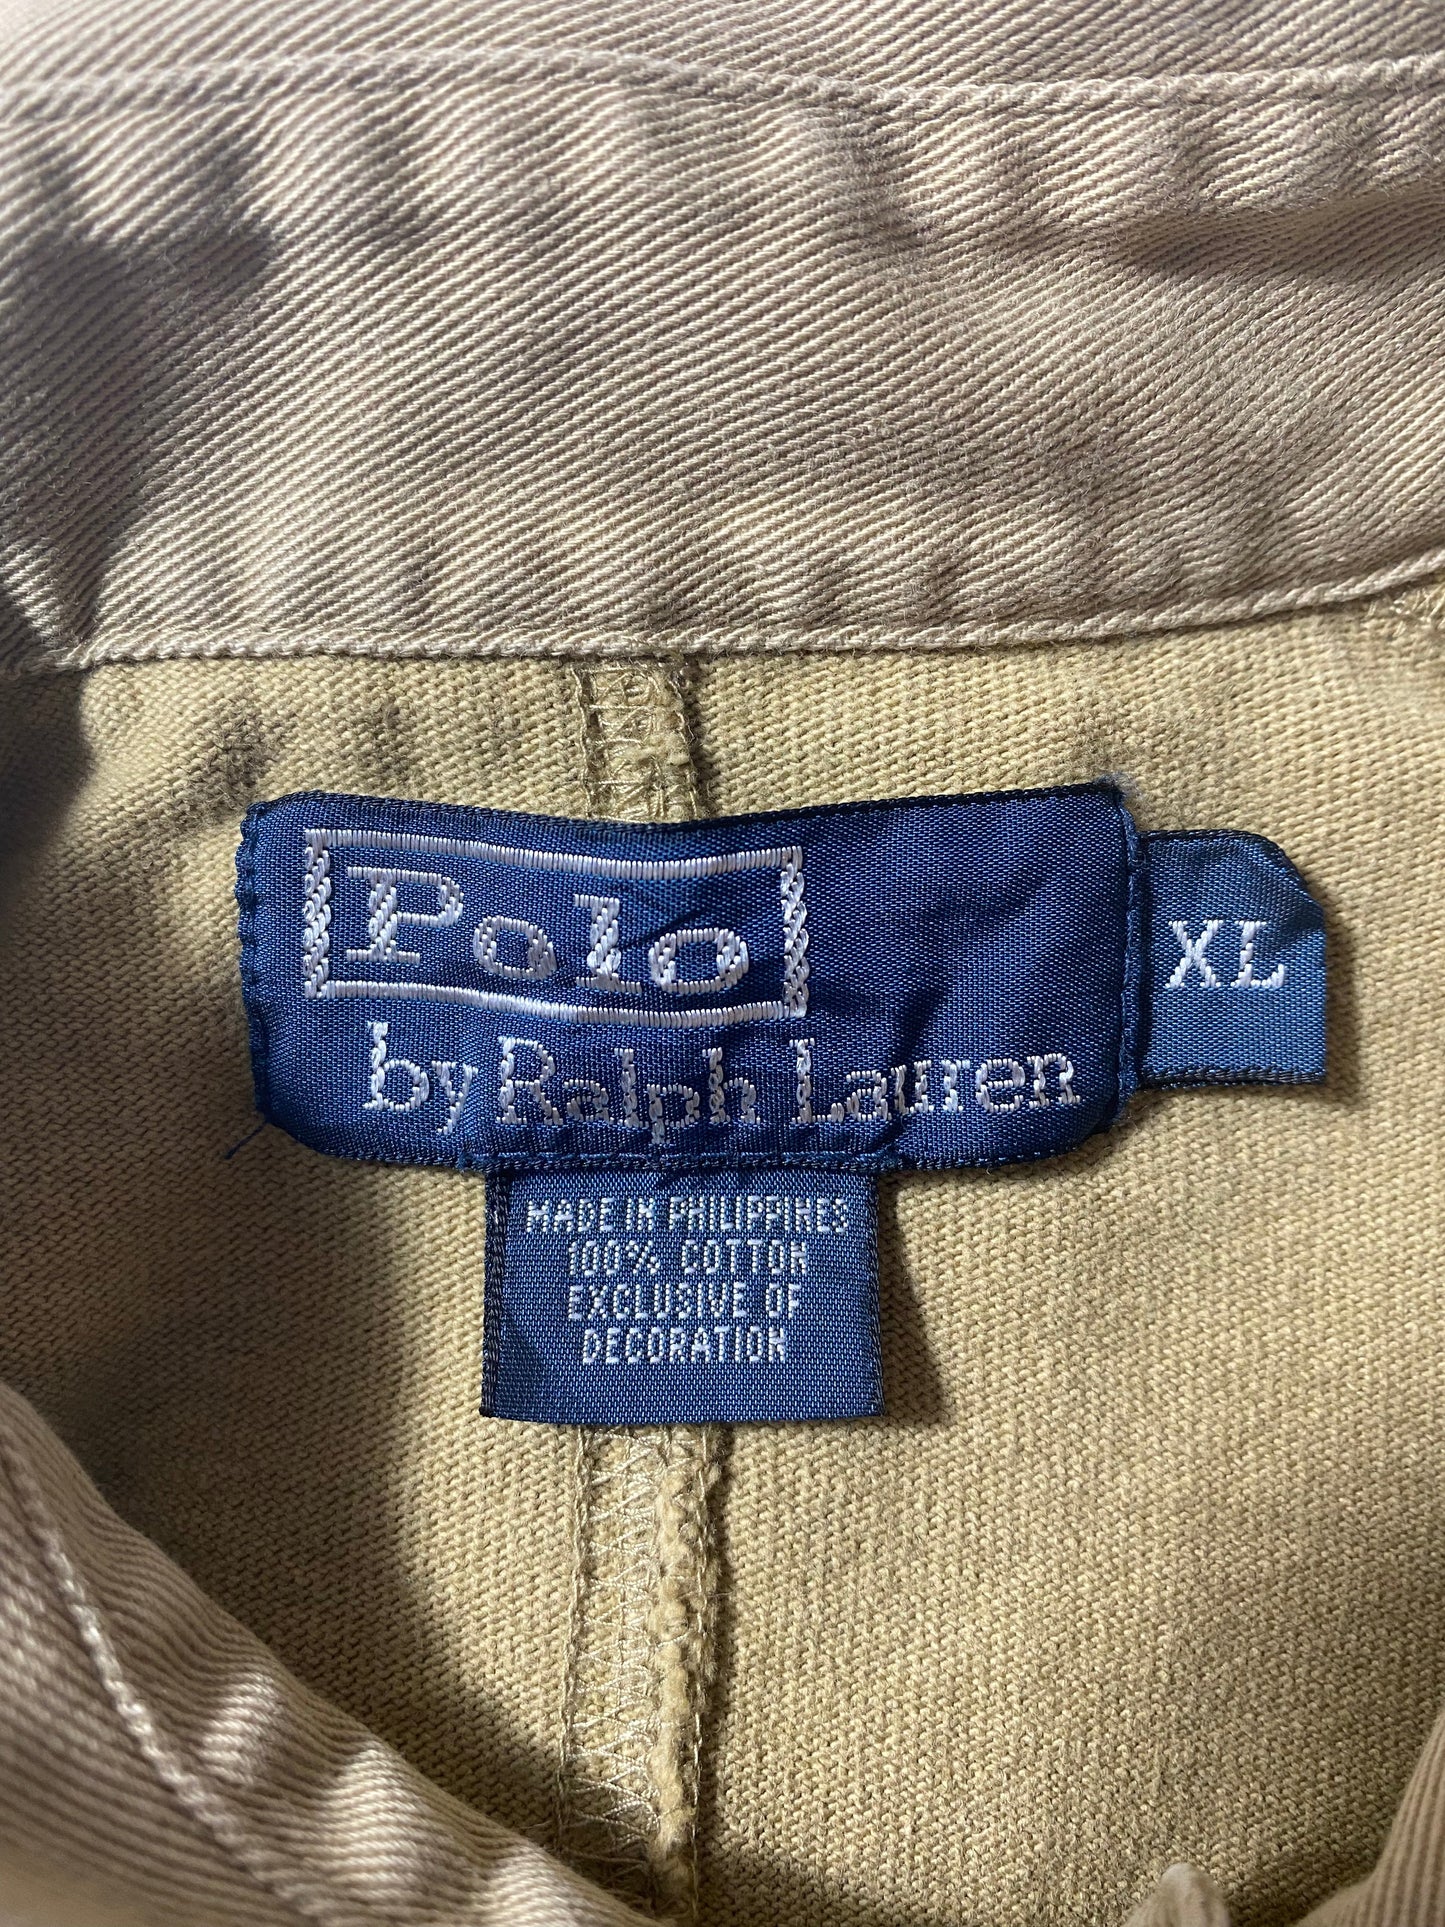 Polo
by Ralph Lauren
XL
MADE IN PHILIPPINES
100% COTTON
EXCLUSIVE OF
DECORATION